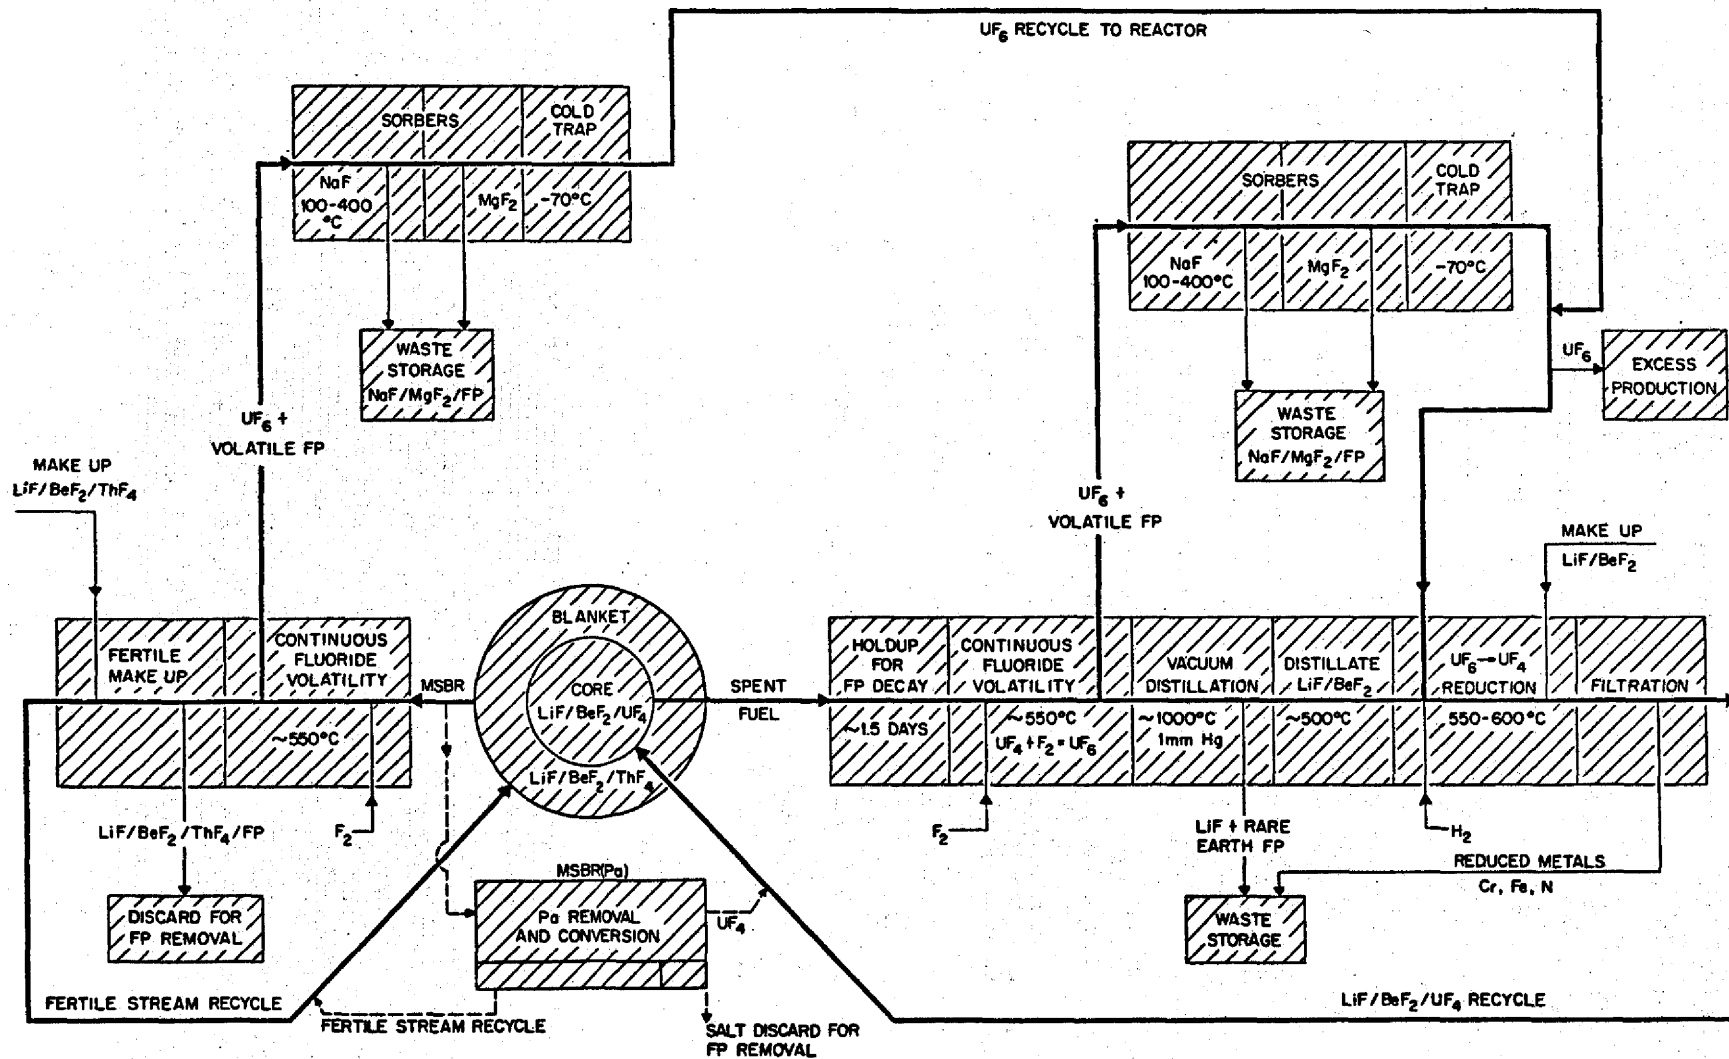 UF₆ RECYCLE TO REACTOR
SORBERS
COLD
TRAP
NaF
100-400
°C
MgF₂
-70°C
WASTE
STORAGE
NaF/MgF₂/FP
UF₆ +
VOLATILE FP
SORBERS
COLD
TRAP
NaF
100-400°C
MgF₂
-70°C
WASTE
STORAGE
NaF/MgF₂/FP
UF₆
EXCESS
PRODUCTION
UF₆ +
VOLATILE FP
MAKE UP
LiF/BeF₂/ThF₄
MAKE UP
LiF/BeF₂
FERTILE
MAKE UP
CONTINUOUS
FLUORIDE
VOLATILITY
~550°C
MSBR
BLANKET
CORE
LiF/BeF₂/UF₄
LiF/BeF₂/ThF₄
SPENT
FUEL
HOLDUP
FOR
FP DECAY
~1.5 DAYS
CONTINUOUS
FLUORIDE
VOLATILITY
~550°C
UF₄+F₂=UF₆
VACUUM
DISTILLATION
~1000°C
1mm Hg
DISTILLATE
LiF/BeF₂
~500°C
UF₆→UF₄
REDUCTION
550-600°C
FILTRATION
LiF/BeF₂/ThF₄/FP
F₂
DISCARD FOR
FP REMOVAL
MSBR(Pa)
Pa REMOVAL
AND CONVERSION
UF₄
F₂
LiF + RARE
EARTH FP
H₂
REDUCED METALS
Cr, Fe, N
WASTE
STORAGE
FERTILE STREAM RECYCLE
FERTILE STREAM RECYCLE
SALT DISCARD FOR
FP REMOVAL
LiF/BeF₂/UF₄ RECYCLE